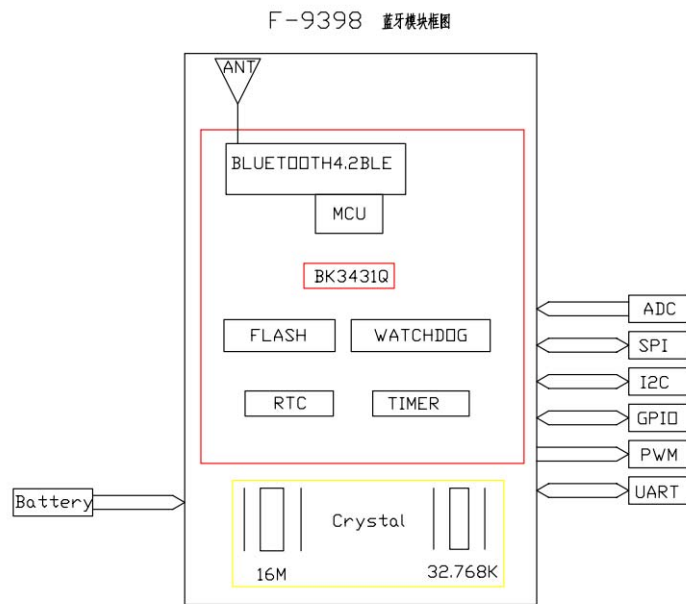 F-9398 蓝牙模块框图
ANT
BLUETOOTH4.2BLE
MCU
BK3431Q
FLASH
WATCHDOG
RTC
TIMER
ADC
SPI
I2C
GPIO
PWM
UART
Battery
Crystal
16M
32.768K